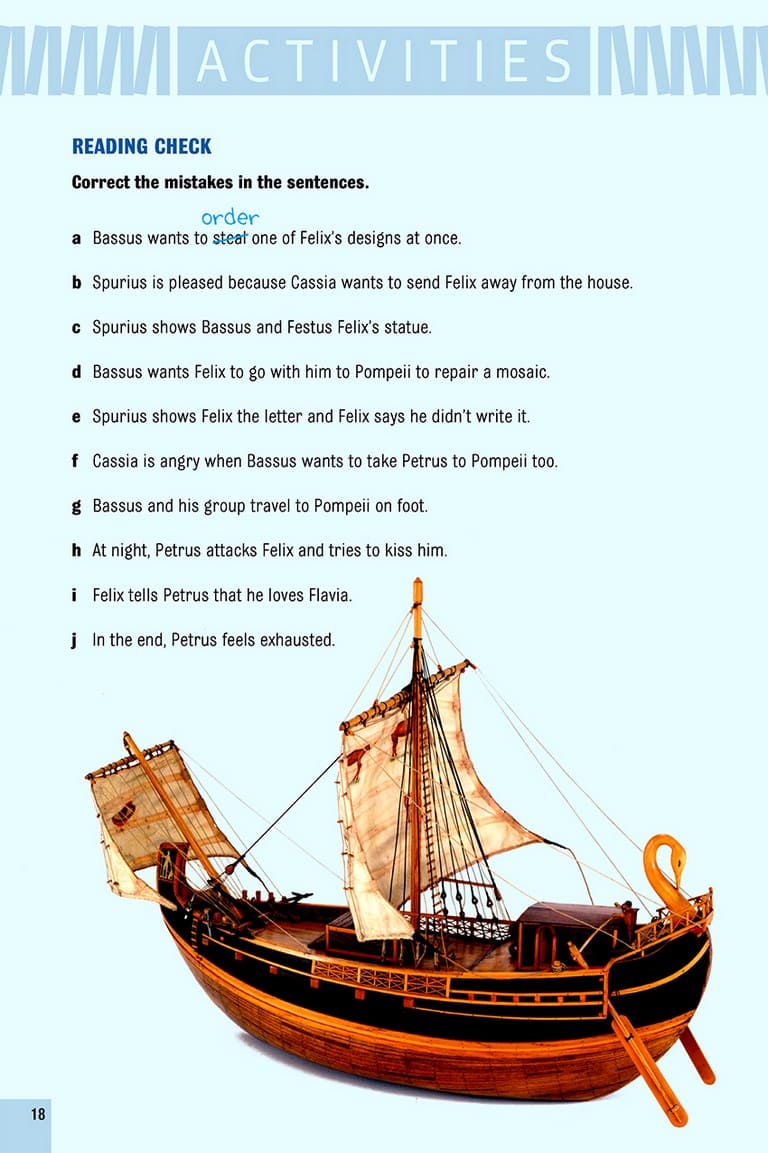 ACTIVITIES
READING CHECK
Correct the mistakes in the sentences.
order
a Bassus wants to steal one of Felix's designs at once.
b Spurius is pleased because Cassia wants to send Felix away from the house.
c Spurius shows Bassus and Festus Felix's statue.
d Bassus wants Felix to go with him to Pompeii to repair a mosaic.
e Spurius shows Felix the letter and Felix says he didn't write it.
f Cassia is angry when Bassus wants to take Petrus to Pompeii too.
g Bassus and his group travel to Pompeii on foot.
h At night, Petrus attacks Felix and tries to kiss him.
i Felix tells Petrus that he loves Flavia.
j In the end, Petrus feels exhausted.
18